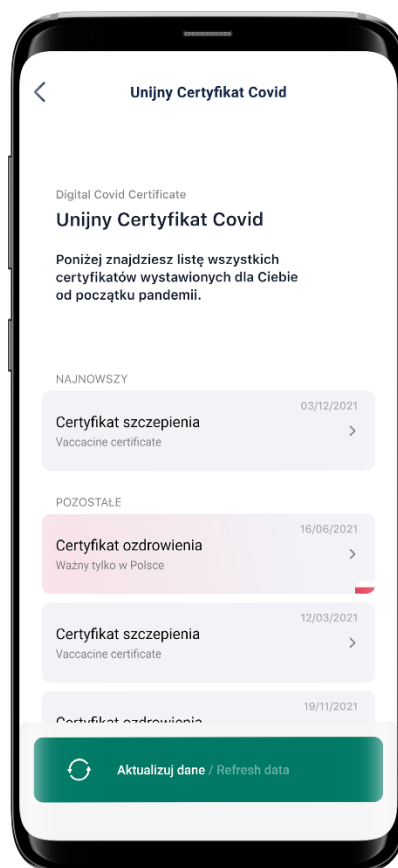 Unijny Certyfikat Covid
Digital Covid Certificate
Unijny Certyfikat Covid
Poniżej znajdziesz listę wszystkich
certyfikatów wystawionych dla Ciebie
od początku pandemii.
NAJNOWSZY
03/12/2021
Certyfikat szczepienia
Vaccacine certificate
POZOSTAŁE
16/06/2021
Certyfikat ozdrowienia
Ważny tylko w Polsce
12/03/2021
Certyfikat szczepienia
Vaccacine certificate
19/11/2021
Certyfikat ozdrowienia
Aktualizuj dane / Refresh data